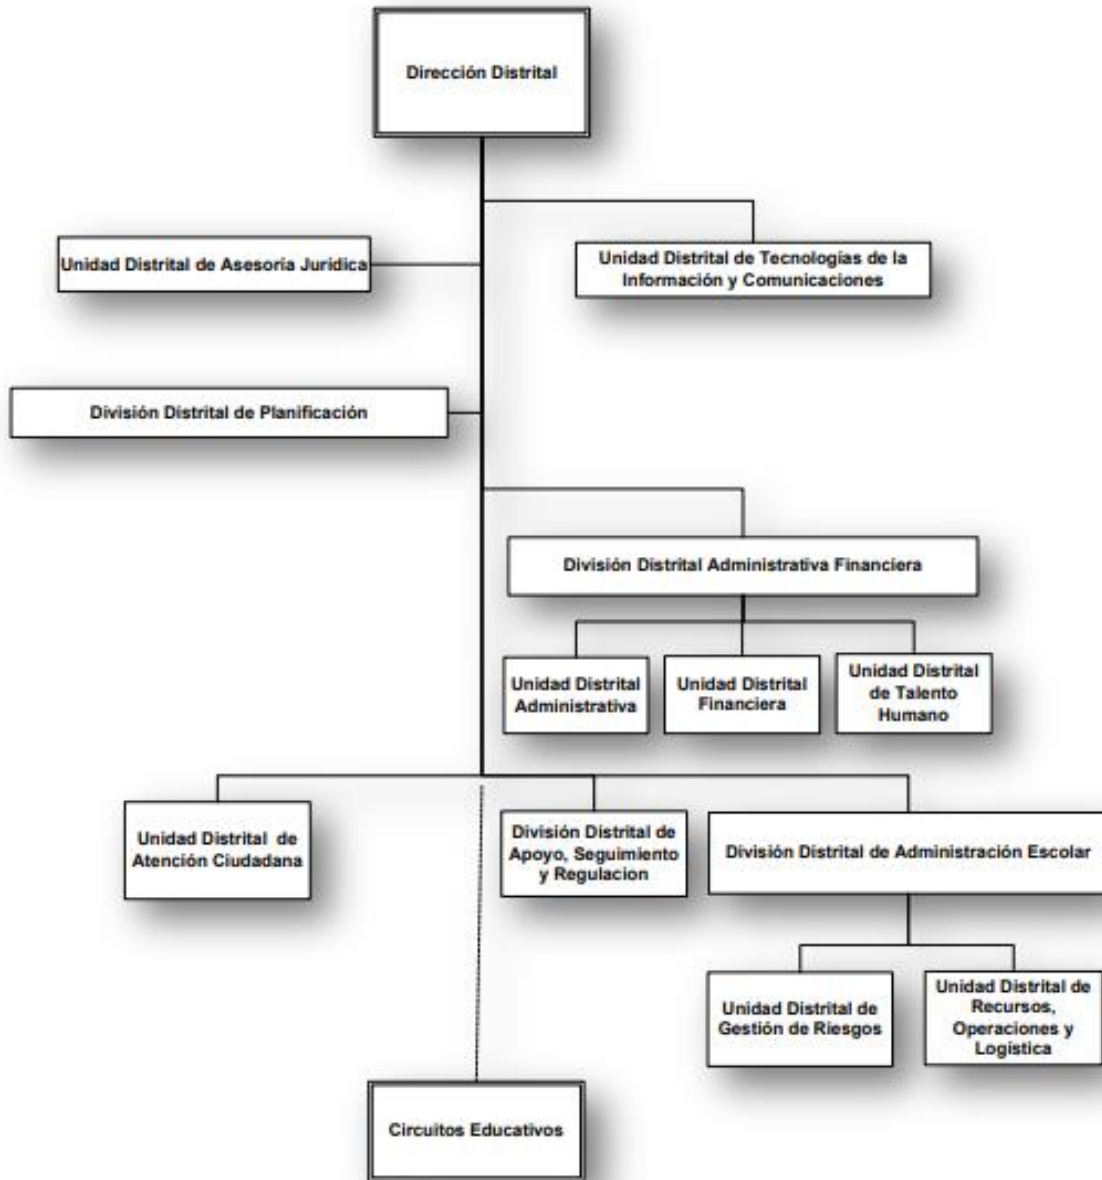 Dirección Distrital
Unidad Distrital de Asesoría Jurídica
Unidad Distrital de Tecnologías de la
Información y Comunicaciones
División Distrital de Planificación
División Distrital Administrativa Financiera
Unidad Distrital
Administrativa
Unidad Distrital
Financiera
Unidad Distrital
de Talento
Humano
Unidad Distrital de
Atención Ciudadana
División Distrital de
Apoyo, Seguimiento
y Regulacion
División Distrital de Administración Escolar
Unidad Distrital de
Gestión de Riesgos
Unidad Distrital de
Recursos,
Operaciones y
Logística
Circuitos Educativos